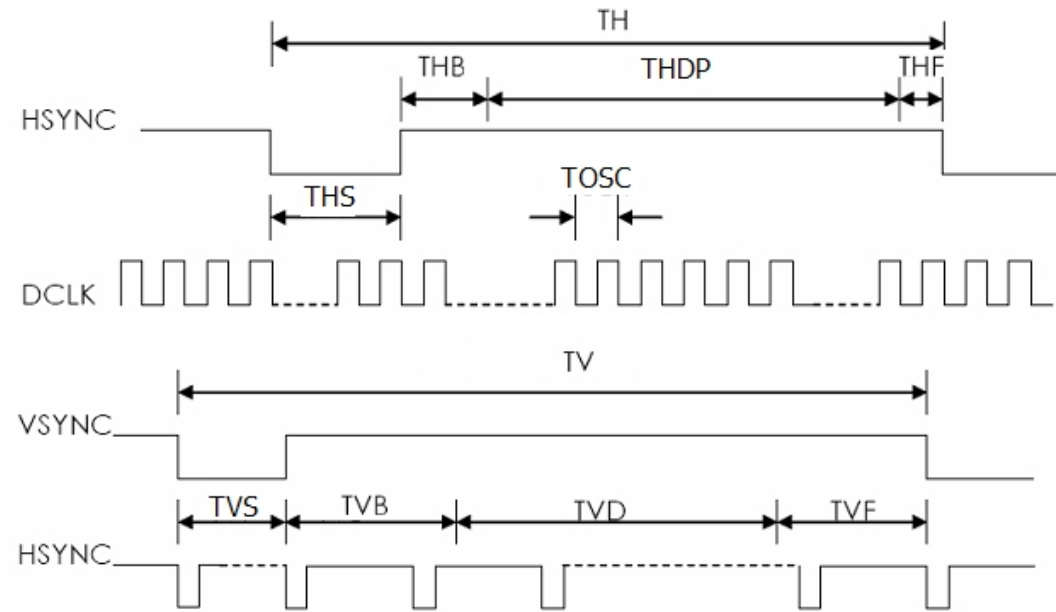 TH
THB THDP THF
HSYNC
THS TOSC
DCLK
TV
VSYNC
TVS TVB TVD TVF
HSYNC